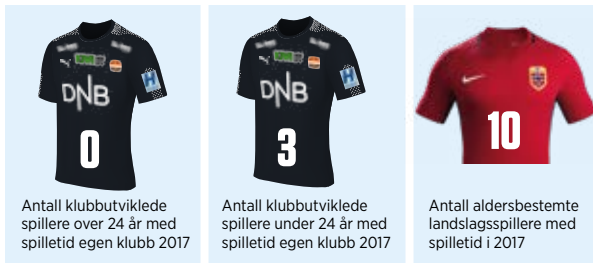 DNB
H
0
Antall klubbutviklede
spillere over 24 år med
spilletid egen klubb 2017
DNB
H
3
Antall klubbutviklede
spillere under 24 år med
spilletid egen klubb 2017
10
Antall aldersbestemte
landslagsspillere med
spilletid i 2017